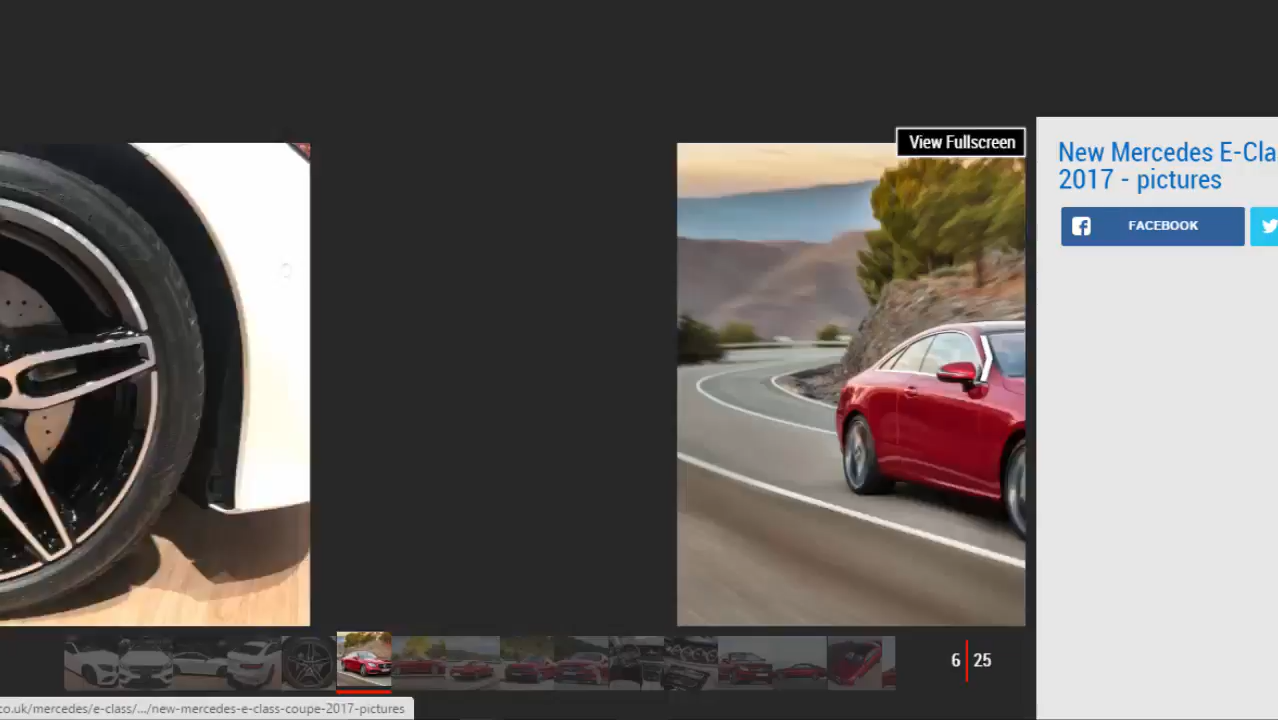 View Fullscreen
New Mercedes E-Cla
2017 - pictures
FACEBOOK
6 25
co.uk/mercedes/e-class/.../new-mercedes-e-class-coupe-2017-pictures